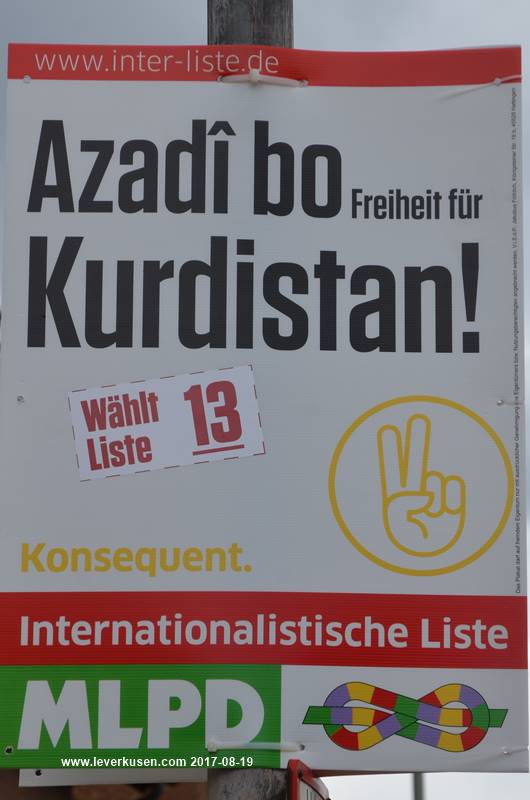 www.inter-liste.de
Azadî bo Freiheit für
Kurdistan!
Wählt
Liste 13
Konsequent.
Internationalistische Liste
MLPD
www.leverkusen.com 2017-08-19